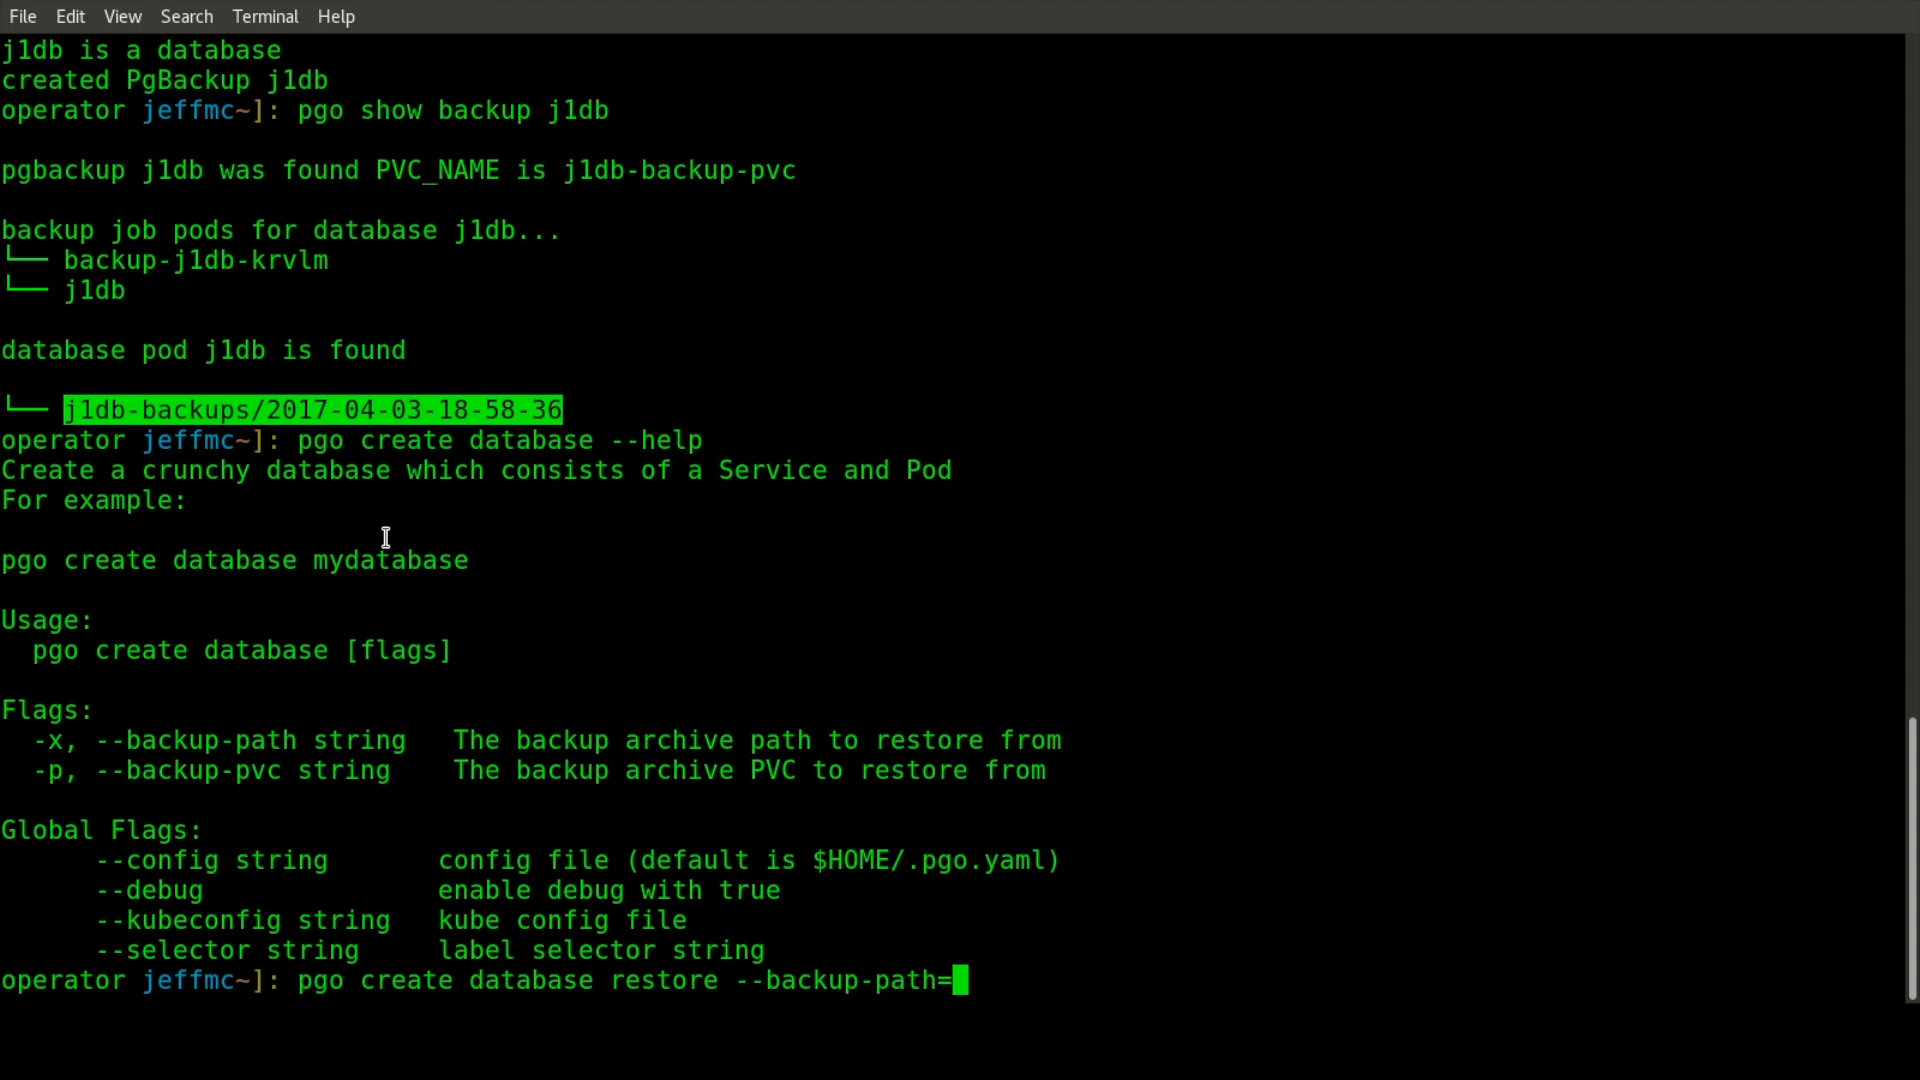 File Edit View Search Terminal Help
j1db is a database
created PgBackup j1db
operator jeffmc~]: pgo show backup j1db
pgbackup j1db was found PVC_NAME is j1db-backup-pvc
backup job pods for database j1db...
└── backup-j1db-krvlm
└── j1db
database pod j1db is found
└── j1db-backups/2017-04-03-18-58-36
operator jeffmc~]: pgo create database --help
Create a crunchy database which consists of a Service and Pod
For example:
pgo create database mydatabase
Usage:
  pgo create database [flags]
Flags:
  -x, --backup-path string   The backup archive path to restore from
  -p, --backup-pvc string    The backup archive PVC to restore from
Global Flags:
      --config string       config file (default is $HOME/.pgo.yaml)
      --debug               enable debug with true
      --kubeconfig string   kube config file
      --selector string     label selector string
operator jeffmc~]: pgo create database restore --backup-path=